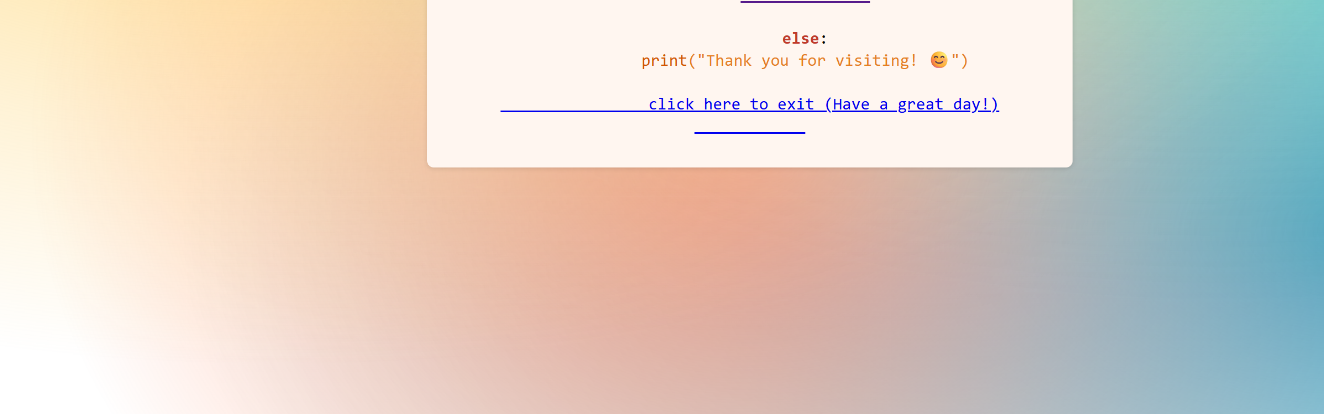 else:
print("Thank you for visiting! 😊")
click here to exit (Have a great day!)